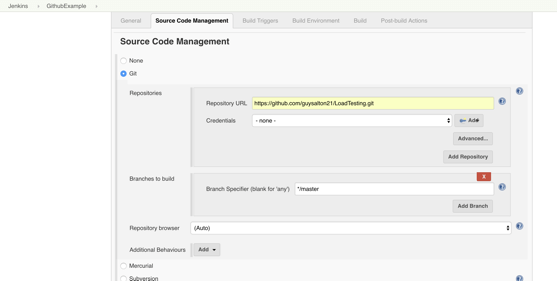 Jenkins › GithubExample ›
General Source Code Management Build Triggers Build Environment Build Post-build Actions
Source Code Management
None
Git
Repositories
Repository URL https://github.com/guysalton21/LoadTesting.git
Credentials - none - Add
Advanced...
Add Repository
Branches to build
X
Branch Specifier (blank for 'any') */master
Add Branch
Repository browser (Auto)
Additional Behaviours Add
Mercurial
Subversion